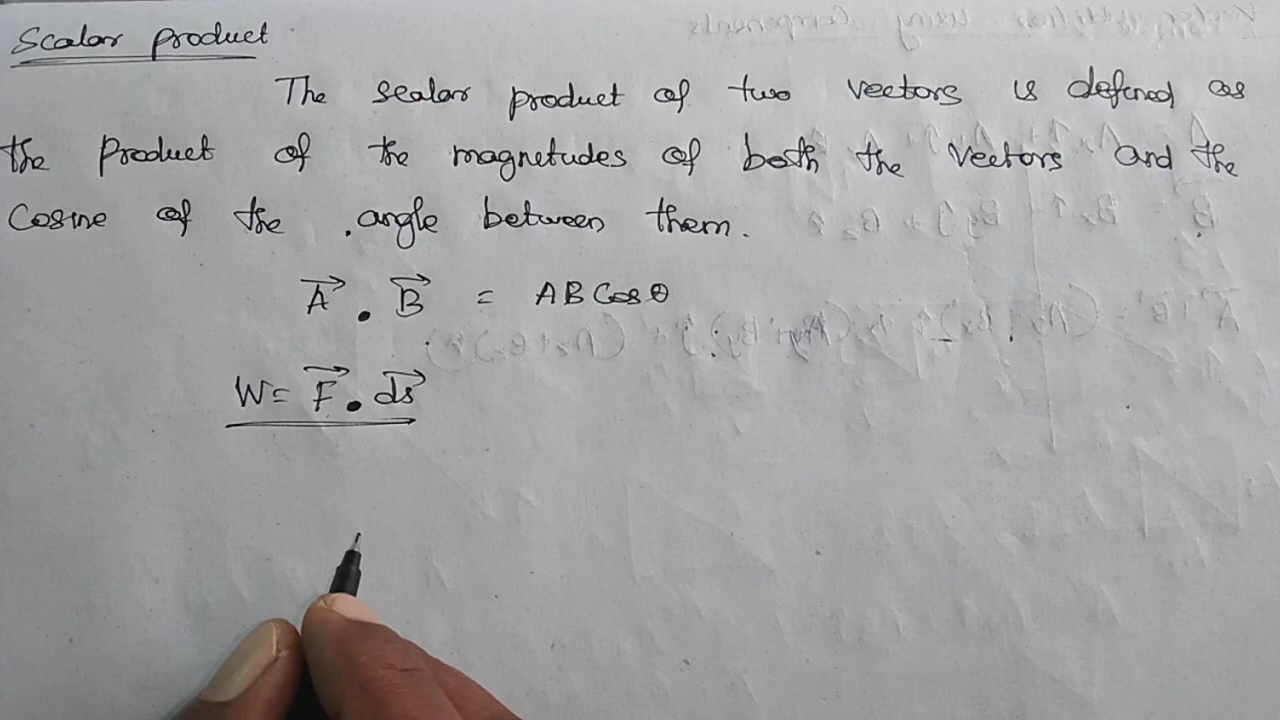 Scalar product
The scalar product of two vectors is defined as
the product of the magnetudes of both the vectors and the
Cosine of the angle between them.
A⃗ . B⃗ = AB Cos θ
W = F⃗ . ds⃗